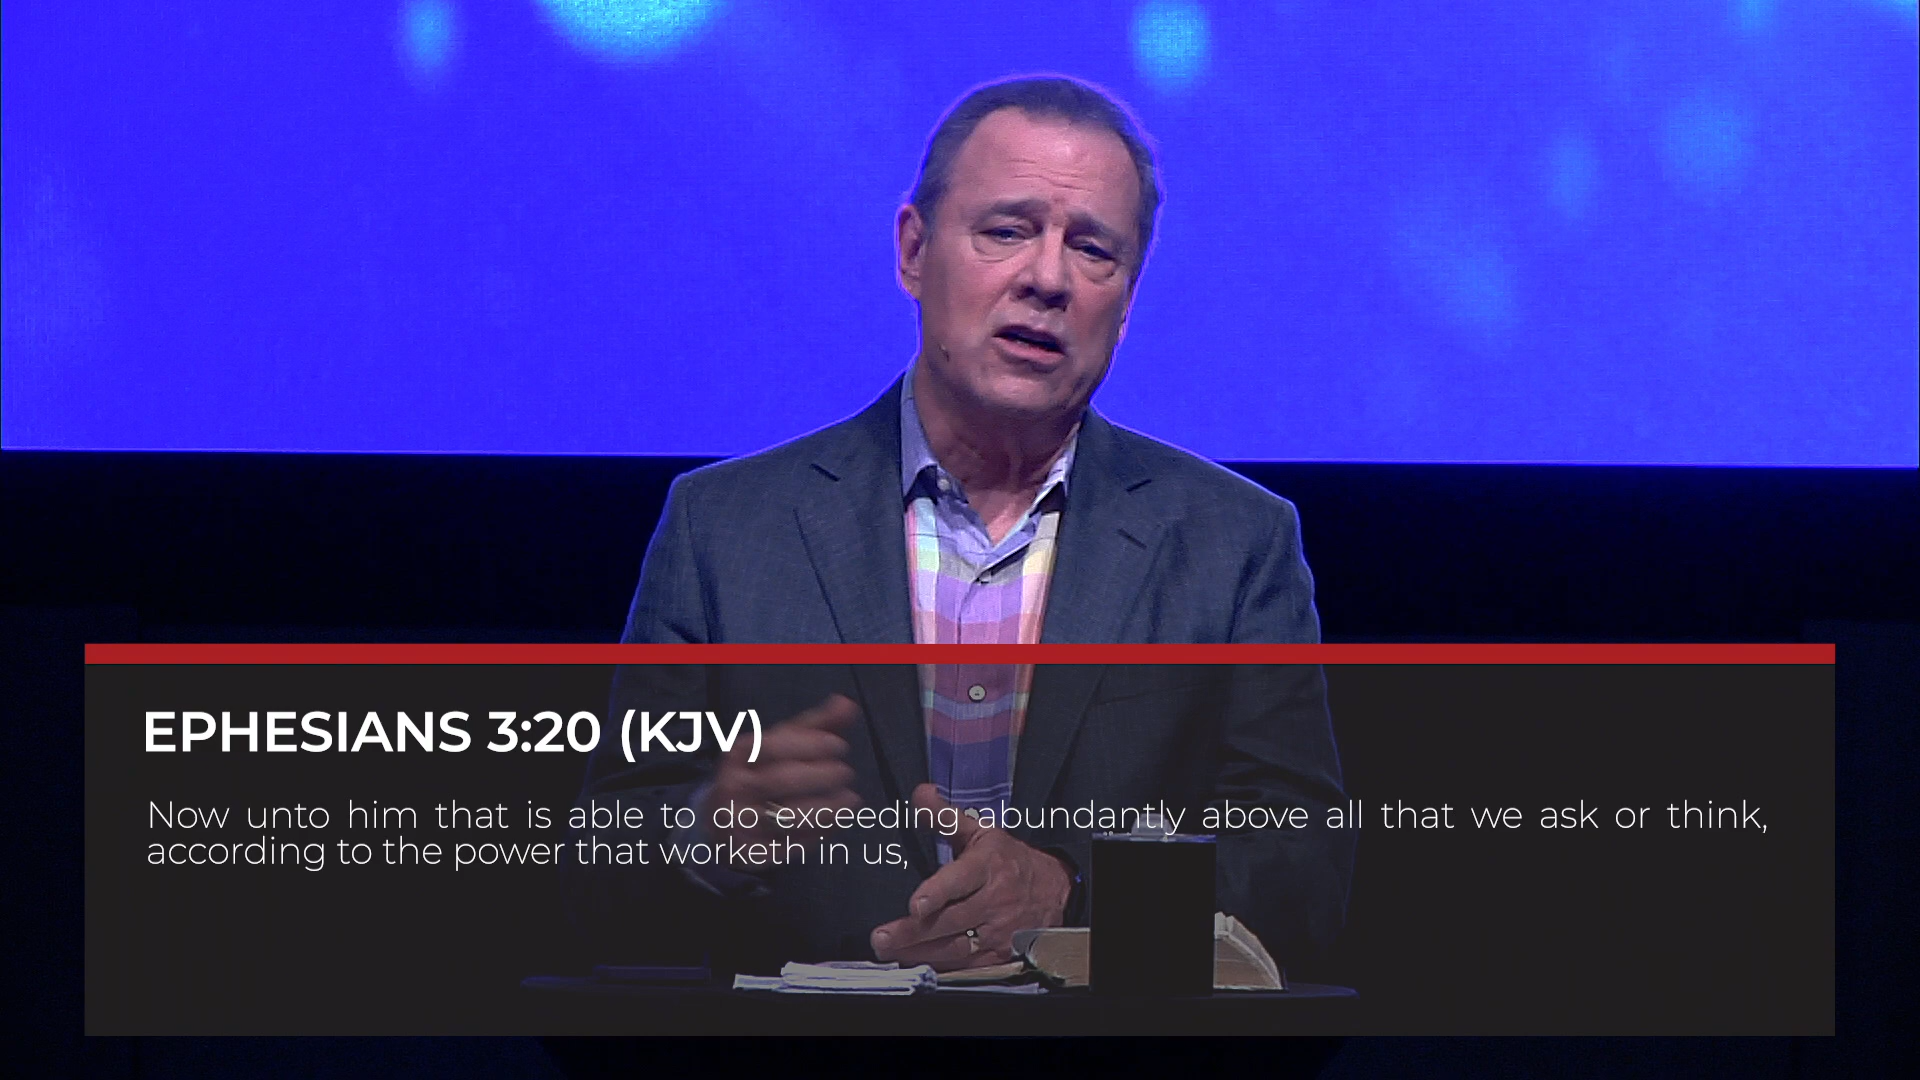 EPHESIANS 3:20 (KJV)
Now unto him that is able to do exceeding abundantly above all that we ask or think,
according to the power that worketh in us,